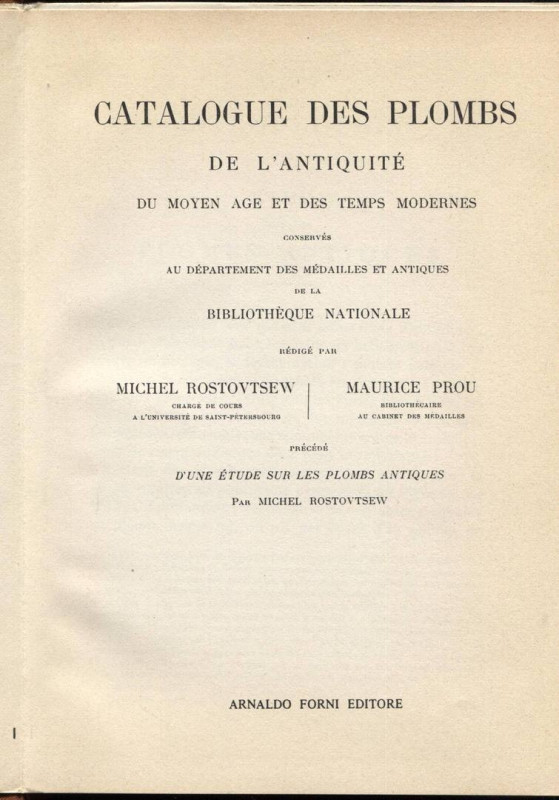 CATALOGUE DES PLOMBS
DE L'ANTIQUITÉ
DU MOYEN AGE ET DES TEMPS MODERNES
CONSERVÉS
AU DÉPARTEMENT DES MÉDAILLES ET ANTIQUES
DE LA
BIBLIOTHÈQUE NATIONALE
RÉDIGÉ PAR
MICHEL ROSTOVTSEW
CHARGÉ DE COURS
A L'UNIVERSITÉ DE SAINT-PÉTERSBOURG
MAURICE PROU
BIBLIOTHÉCAIRE
AU CABINET DES MÉDAILLES
PRÉCÉDÉ
D'UNE ÉTUDE SUR LES PLOMBS ANTIQUES
PAR MICHEL ROSTOVTSEW
ARNALDO FORNI EDITORE